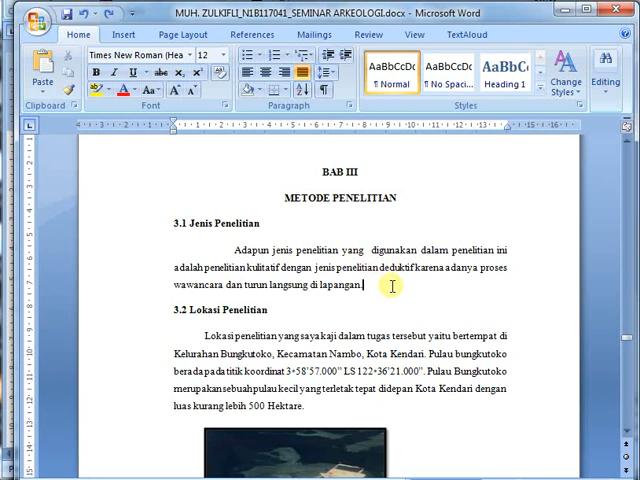 MUH. ZULKIFLI_N1B117041_SEMINAR ARKEOLOGI.docx - Microsoft Word
Home Insert Page Layout References Mailings Review View TextAloud
Paste
Times New Roman (Hea 12
AaBbCcDc AaBbCcDc AaBbC
¶ Normal ¶ No Spaci... Heading 1
Change Styles
Editing
Clipboard Font Paragraph Styles
BAB III
METODE PENELITIAN
3.1 Jenis Penelitian
Adapun jenis penelitian yang digunakan dalam penelitian ini
adalah penelitian kulitatif dengan jenis penelitian deduktif karena adanya proses
wawancara dan turun langsung di lapangan.
3.2 Lokasi Penelitian
Lokasi penelitian yang saya kaji dalam tugas tersebut yaitu bertempat di
Kelurahan Bungkutoko, Kecamatan Nambo, Kota Kendari. Pulau bungkutoko
berada pada titik koordinat 3°58'57.000" LS 122°36'21.000". Pulau Bungkutoko
merupakan sebuah pulau kecil yang terletak tepat didepan Kota Kendari dengan
luas kurang lebih 500 Hektare.